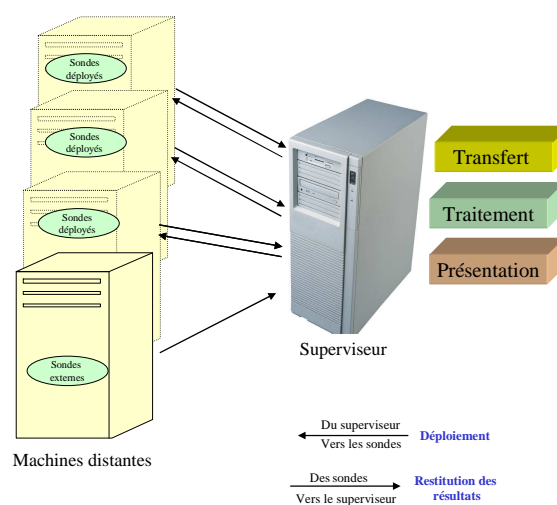 Sondes
déployés
Sondes
déployés
Sondes
déployés
Sondes
externes
Machines distantes
Superviseur
Transfert
Traitement
Présentation
Du superviseur
Vers les sondes
Déploiement
Des sondes
Vers le superviseur
Restitution des
résultats